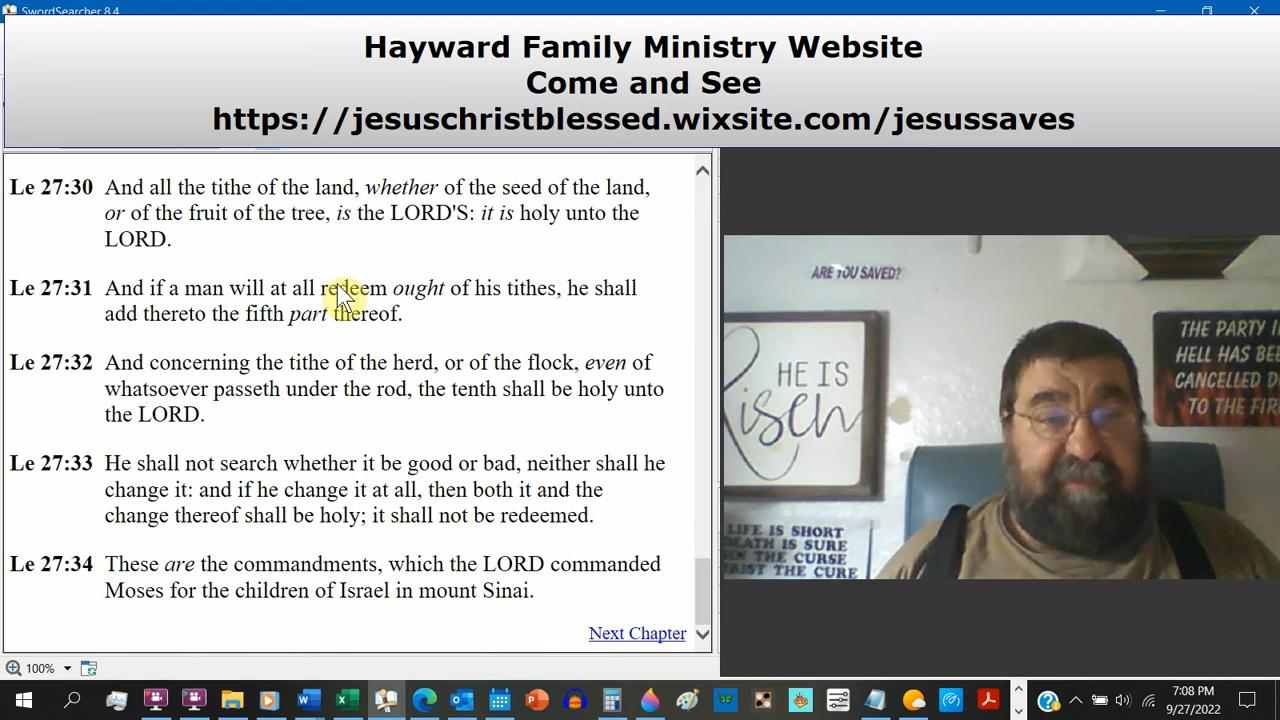 SwordSearcher 8.4
Hayward Family Ministry Website
Come and See
https://jesuschristblessed.wixsite.com/jesussaves
Le 27:30 And all the tithe of the land, whether of the seed of the land,
or of the fruit of the tree, is the LORD'S: it is holy unto the
LORD.
Le 27:31 And if a man will at all redeem ought of his tithes, he shall
add thereto the fifth part thereof.
Le 27:32 And concerning the tithe of the herd, or of the flock, even of
whatsoever passeth under the rod, the tenth shall be holy unto
the LORD.
Le 27:33 He shall not search whether it be good or bad, neither shall he
change it: and if he change it at all, then both it and the
change thereof shall be holy; it shall not be redeemed.
Le 27:34 These are the commandments, which the LORD commanded
Moses for the children of Israel in mount Sinai.
Next Chapter
100%
ARE YOU SAVED?
HE IS
Risen
THE PARTY I
HELL HAS BEE
CANCELLED D
TO THE FIR
LIFE IS SHORT
DEATH IS SURE
THE CURSE
THE CURE
7:08 PM
9/27/2022